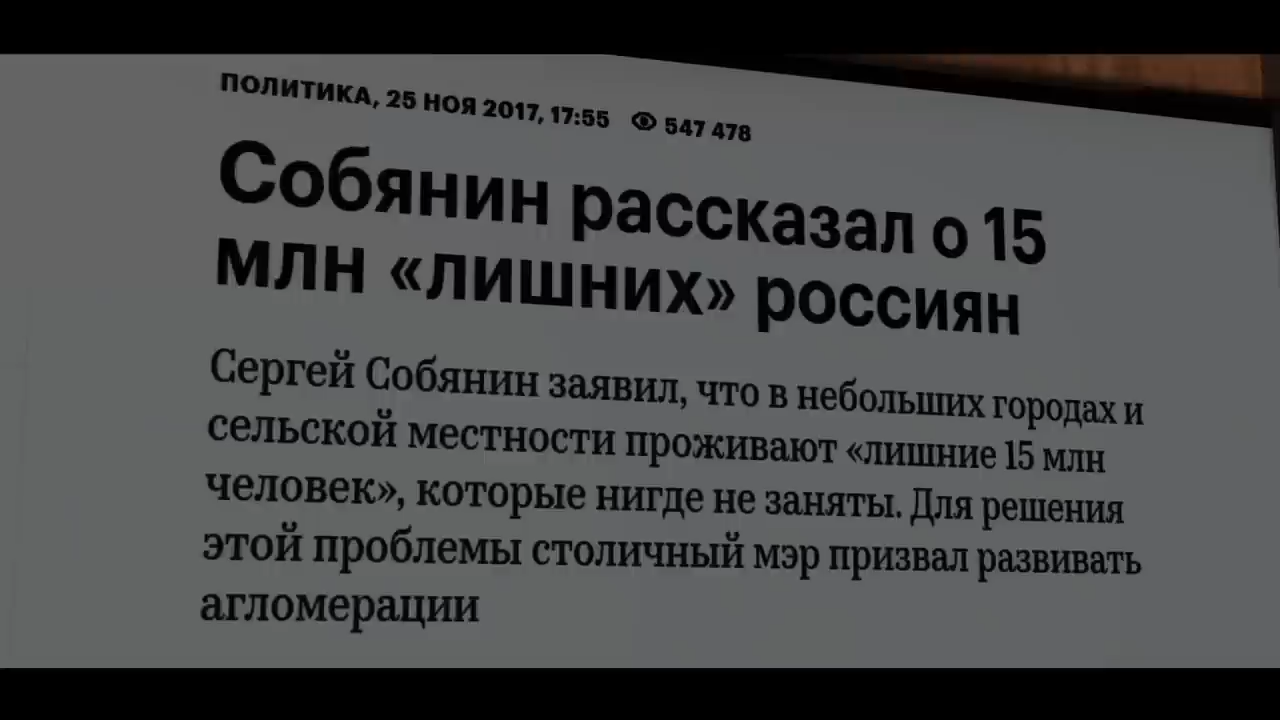 ПОЛИТИКА, 25 НОЯ 2017, 17:55 547 478
Собянин рассказал о 15
млн «лишних» россиян
Сергей Собянин заявил, что в небольших городах и
сельской местности проживают «лишние 15 млн
человек», которые нигде не заняты. Для решения
этой проблемы столичный мэр призвал развивать
агломерации